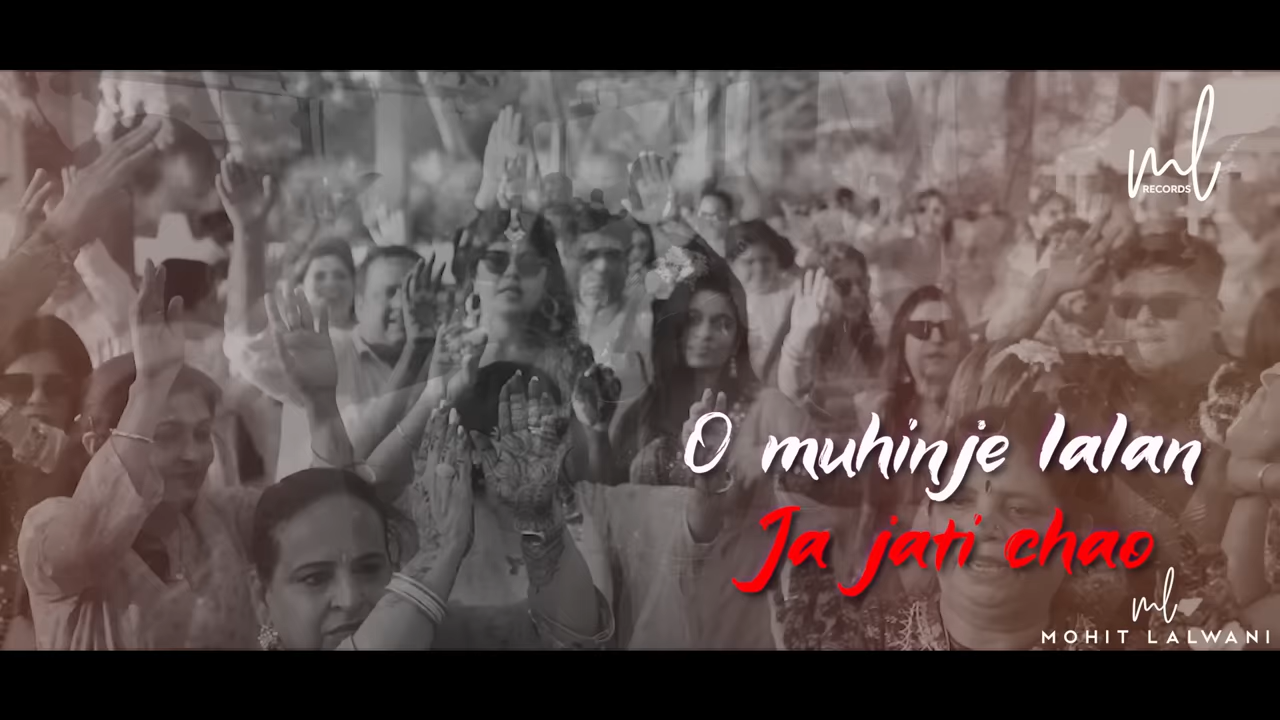 ml
RECORDS
O muhinje lalan
Ja jati chao
ml
MOHIT LALWANI